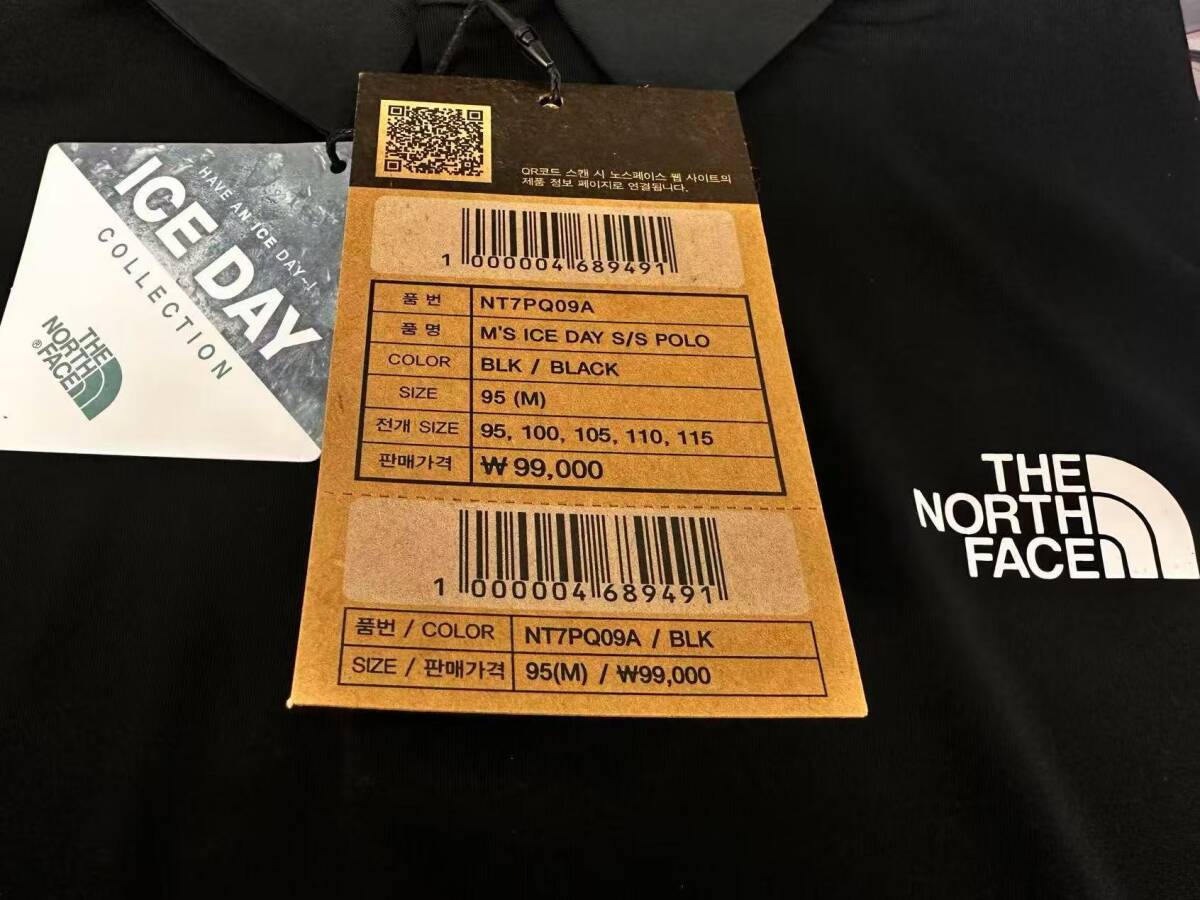 HAVE AN ICE DAY~!
ICE DAY
COLLECTION
THE
NORTH
FACE®
QR코드 스캔 시 노스페이스 웹 사이트의
제품 정보 페이지로 연결됩니다.
1 000004 689491
품 번 NT7PQ09A
품 명 M'S ICE DAY S/S POLO
COLOR BLK / BLACK
SIZE 95 (M)
전개 SIZE 95, 100, 105, 110, 115
판매가격 ₩ 99,000
1 000004 689491
품번 / COLOR NT7PQ09A / BLK
SIZE / 판매가격 95(M) / ₩99,000
THE
NORTH
FACE